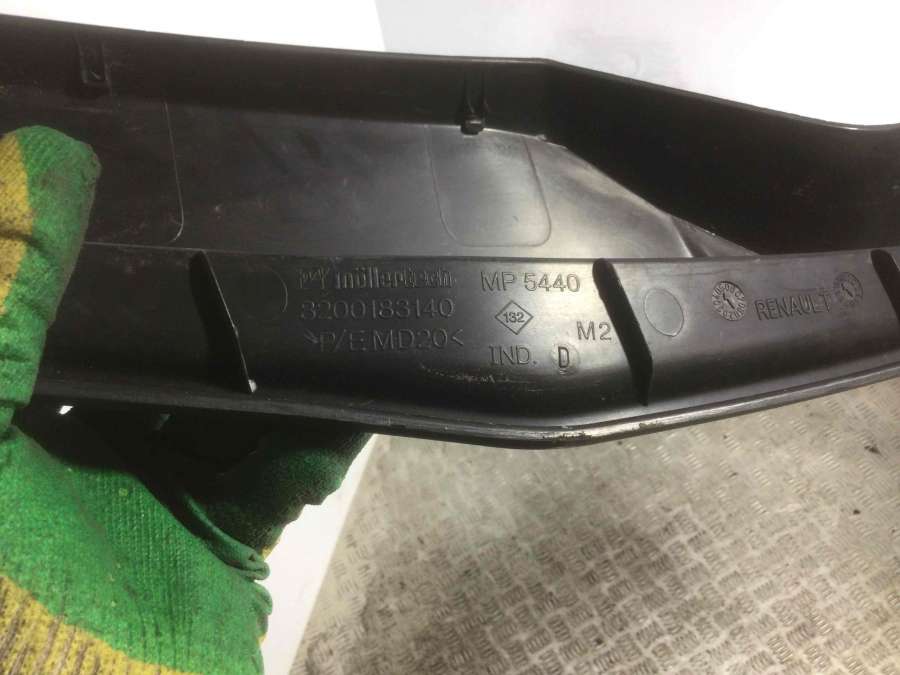 müllertech MP 5440
8200183140 132
>P/E MD20< IND. D M2
RENAULT